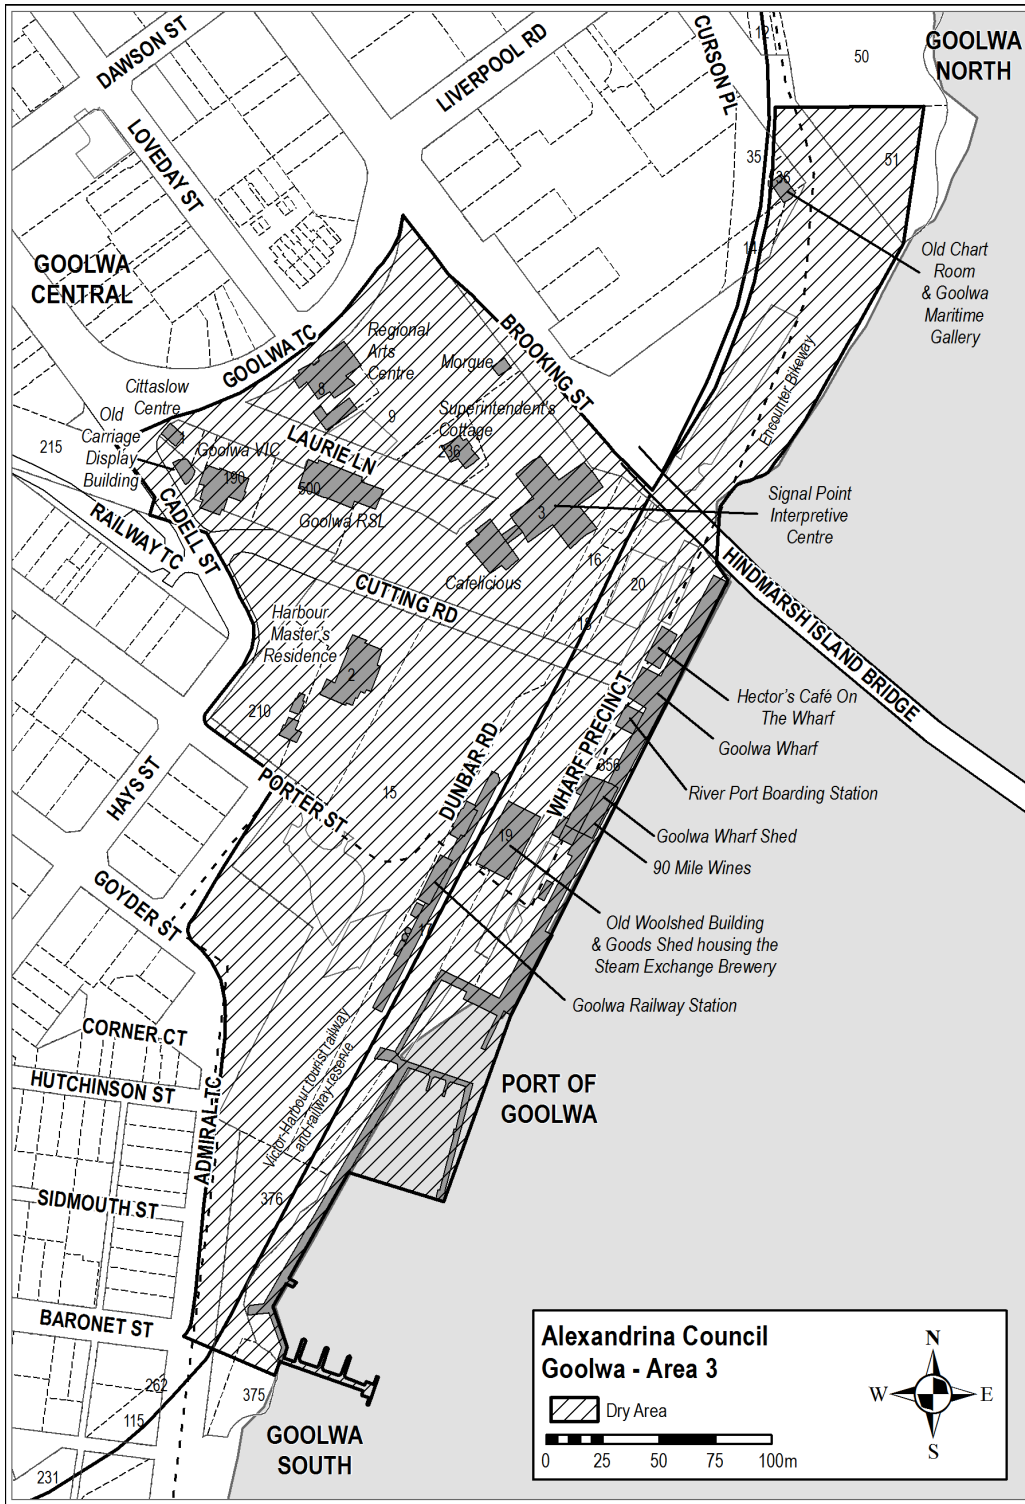 DAWSON ST
LIVERPOOL RD
CURSON PL
12
50
GOOLWA
NORTH
LOVEDAY ST
35
36
51
14
GOOLWA
CENTRAL
Old Chart
Room
& Goolwa
Maritime
Gallery
GOOLWA TC
Regional
Arts
Centre
8
9
Morgue
BROOKING ST
Encounter Bikeway
Cittaslow
Centre
1
Old
Carriage
Display
Building
215
Goolwa VIC
190
LAURIE LN
500
Goolwa RSL
Superintendent's
Cottage
236
3
Signal Point
Interpretive
Centre
CADELL ST
RAILWAY TC
Cafelicious
16
20
18
HINDMARSH ISLAND BRIDGE
CUTTING RD
Harbour
Master's
Residence
2
210
Hector's Café On
The Wharf
Goolwa Wharf
WHARF PRECINCT
356
River Port Boarding Station
DUNBAR RD
HAYS ST
PORTER ST
15
19
Goolwa Wharf Shed
90 Mile Wines
GOYDER ST
17
Old Woolshed Building
& Goods Shed housing the
Steam Exchange Brewery
Goolwa Railway Station
CORNER CT
HUTCHINSON ST
ADMIRAL TC
Victor Harbour tourist railway
and railway reserve
PORT OF
GOOLWA
SIDMOUTH ST
376
BARONET ST
262
115
375
231
GOOLWA
SOUTH
Alexandrina Council
Goolwa - Area 3
Dry Area
0 25 50 75 100m
N
W E
S